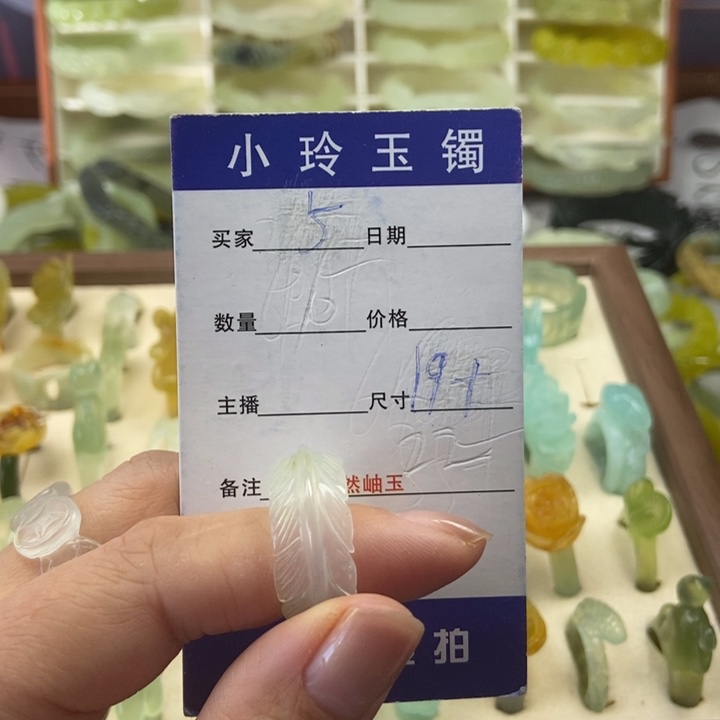 小玲玉镯
买家 5 日期
数量 价格
主播 尺寸 19+
备注 然岫玉
拍